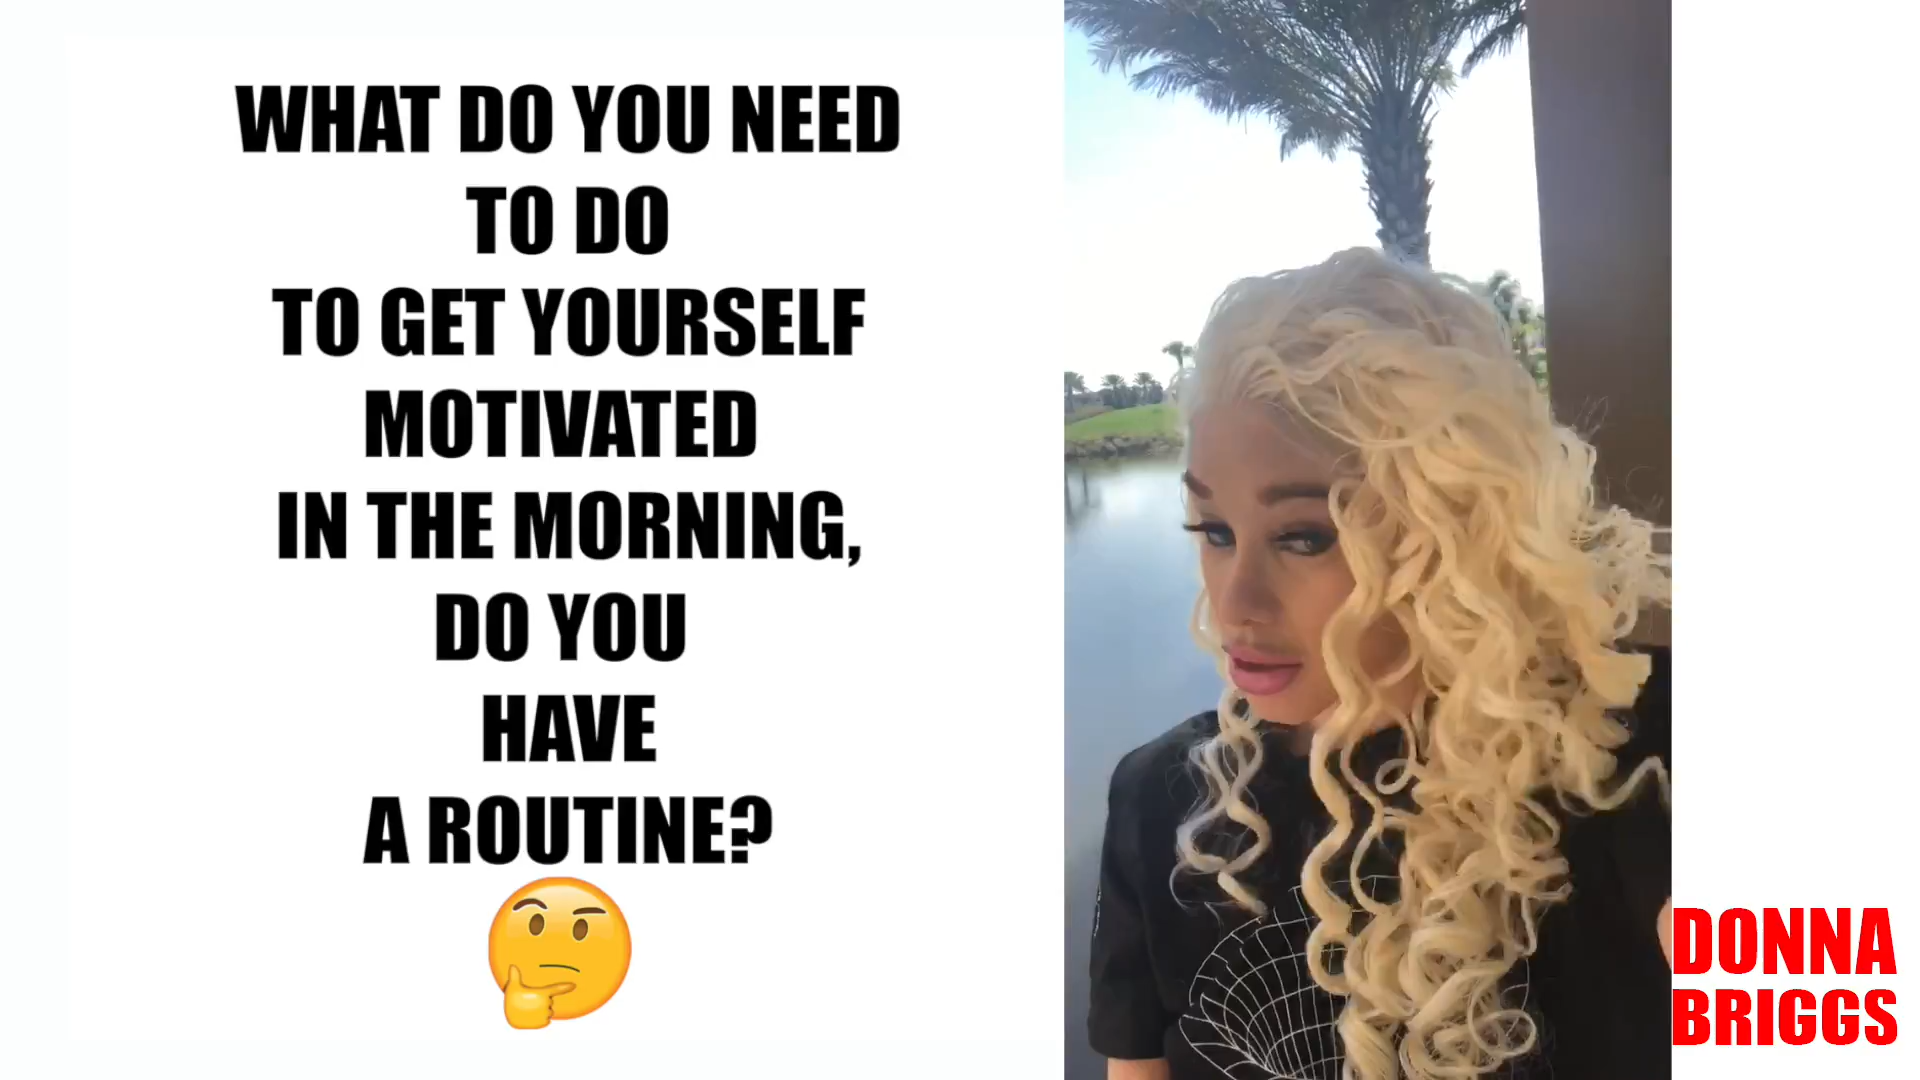 WHAT DO YOU NEED
TO DO
TO GET YOURSELF
MOTIVATED
IN THE MORNING,
DO YOU
HAVE
A ROUTINE?
DONNA
BRIGGS